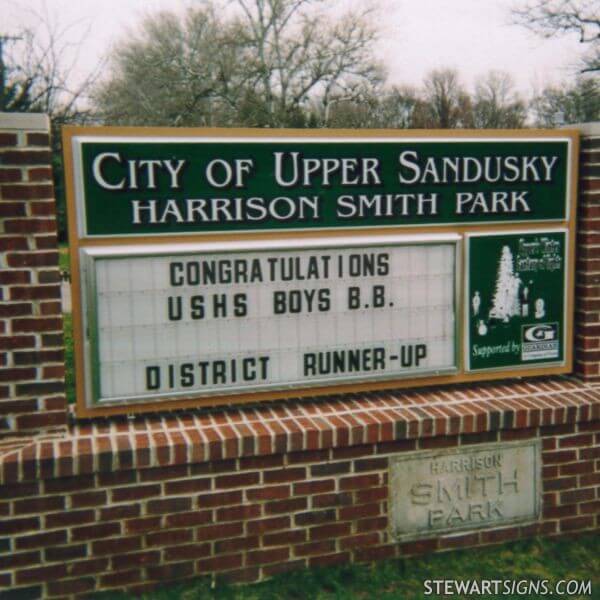 CITY OF UPPER SANDUSKY
HARRISON SMITH PARK
CONGRATULATIONS
USHS BOYS B.B.
DISTRICT RUNNER-UP
Supported by
HARRISON
SMITH
PARK
STEWARTSIGNS.COM